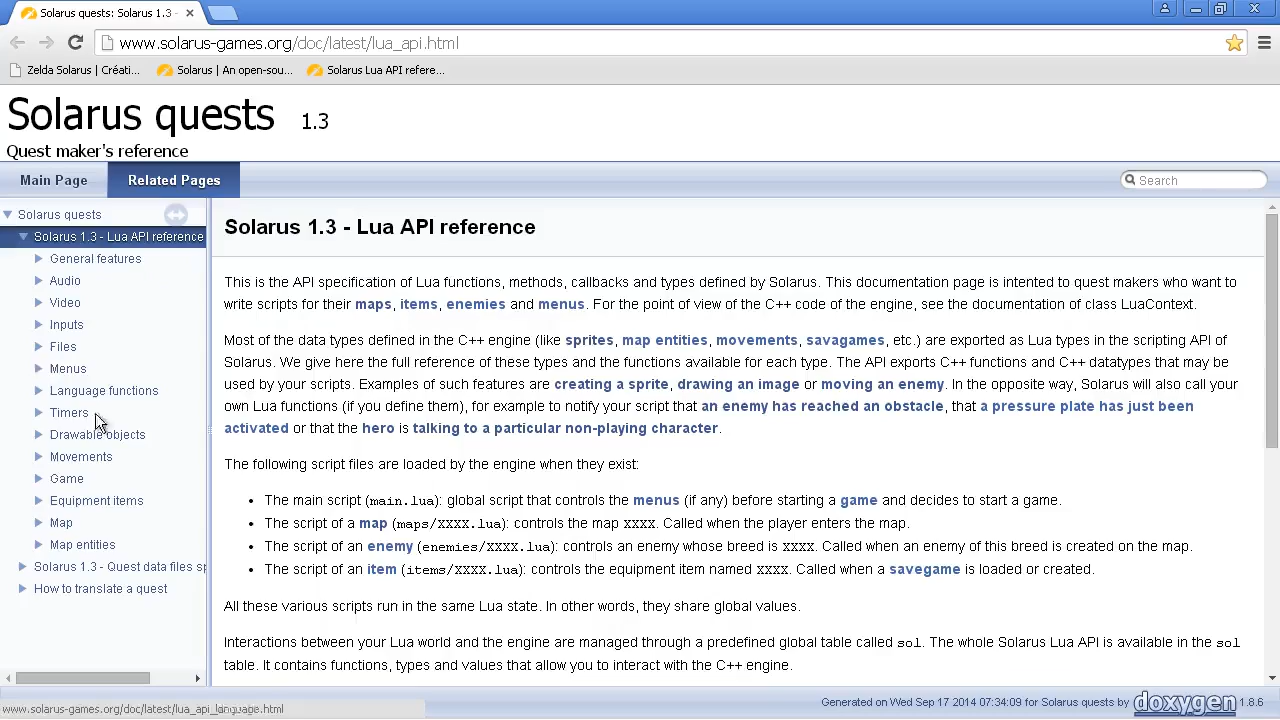 Solarus quests: Solarus 1.3 -
www.solarus-games.org/doc/latest/lua_api.html
Zelda Solarus | Créati...
Solarus | An open-sou...
Solarus Lua API refere...
Solarus quests 1.3
Quest maker's reference
Main Page
Related Pages
Search
Solarus quests
Solarus 1.3 - Lua API reference
General features
Audio
Video
Inputs
Files
Menus
Language functions
Timers
Drawable objects
Movements
Game
Equipment items
Map
Map entities
Solarus 1.3 - Quest data files sp
How to translate a quest
Solarus 1.3 - Lua API reference
This is the API specification of Lua functions, methods, callbacks and types defined by Solarus. This documentation page is intented to quest makers who want to
write scripts for their maps, items, enemies and menus. For the point of view of the C++ code of the engine, see the documentation of class LuaContext.
Most of the data types defined in the C++ engine (like sprites, map entities, movements, savagames, etc.) are exported as Lua types in the scripting API of
Solarus. We give here the full reference of these types and the functions available for each type. The API exports C++ functions and C++ datatypes that may be
used by your scripts. Examples of such features are creating a sprite, drawing an image or moving an enemy. In the opposite way, Solarus will also call your
own Lua functions (if you define them), for example to notify your script that an enemy has reached an obstacle, that a pressure plate has just been
activated or that the hero is talking to a particular non-playing character.
The following script files are loaded by the engine when they exist:
• The main script (main.lua): global script that controls the menus (if any) before starting a game and decides to start a game.
• The script of a map (maps/XXXX.lua): controls the map XXXX. Called when the player enters the map.
• The script of an enemy (enemies/XXXX.lua): controls an enemy whose breed is XXXX. Called when an enemy of this breed is created on the map.
• The script of an item (items/XXXX.lua): controls the equipment item named XXXX. Called when a savegame is loaded or created.
All these various scripts run in the same Lua state. In other words, they share global values.
Interactions between your Lua world and the engine are managed through a predefined global table called sol. The whole Solarus Lua API is available in the sol
table. It contains functions, types and values that allow you to interact with the C++ engine.
www.solarus-games.org/doc/latest/lua_api_language.html
Generated on Wed Sep 17 2014 07:34:09 for Solarus quests by doxygen 1.8.6